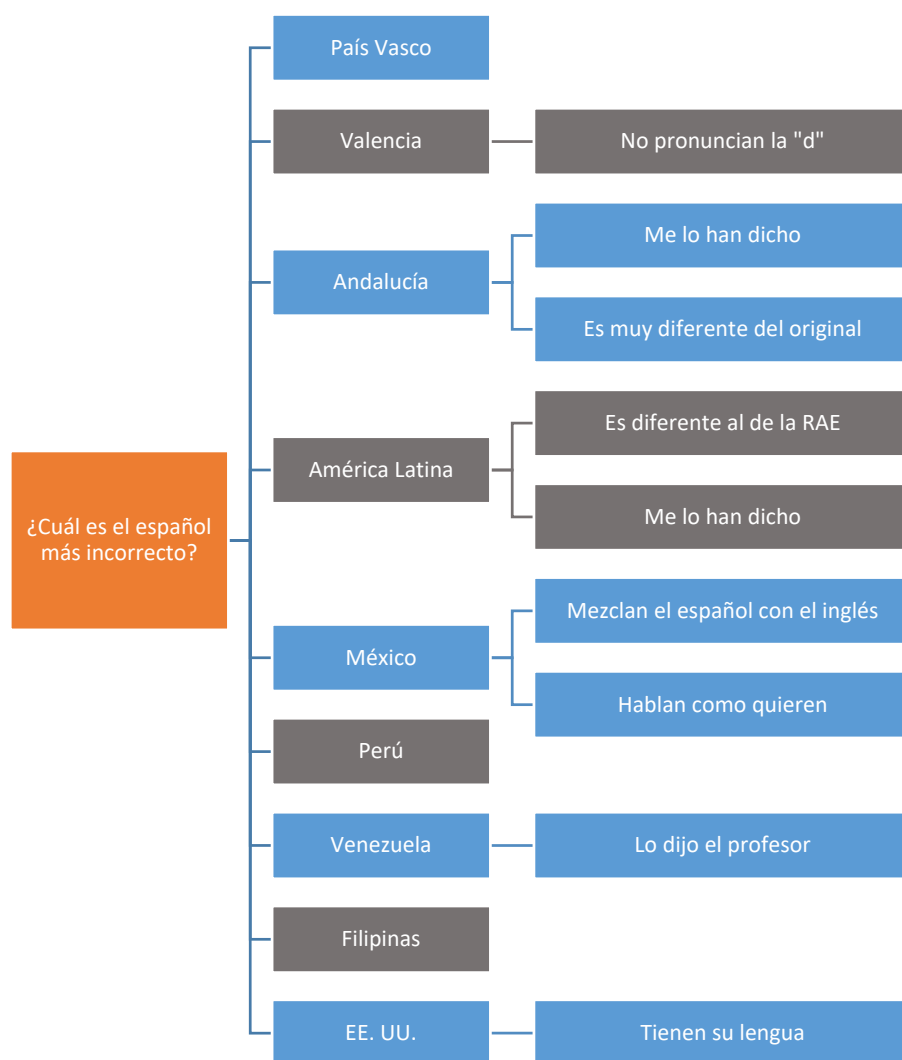 ¿Cuál es el español
más incorrecto?
País Vasco
Valencia
No pronuncian la "d"
Andalucía
Me lo han dicho
Es muy diferente del original
América Latina
Es diferente al de la RAE
Me lo han dicho
México
Mezclan el español con el inglés
Hablan como quieren
Perú
Venezuela
Lo dijo el profesor
Filipinas
EE. UU.
Tienen su lengua